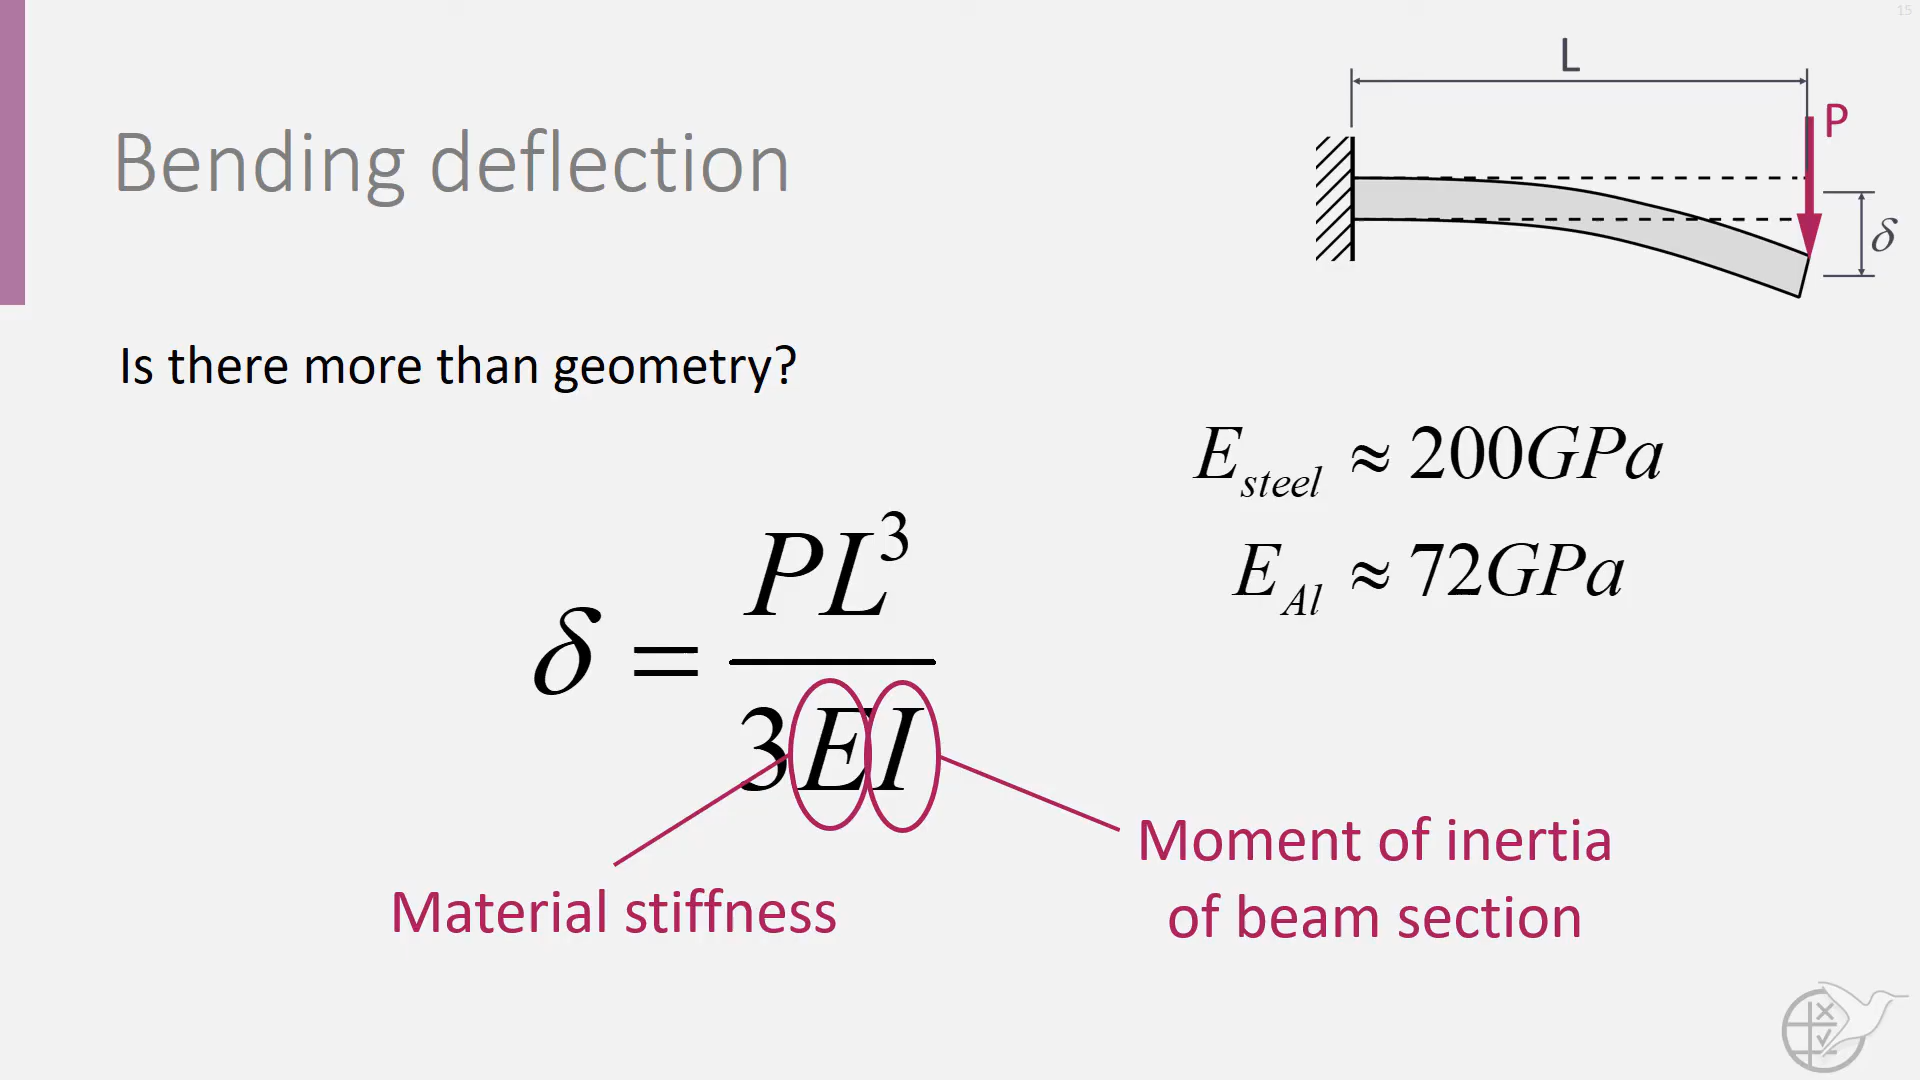 15
L
P
Bending deflection
δ
Is there more than geometry?
E_steel ≈ 200GPa
E_Al ≈ 72GPa
δ = PL³ / 3EI
Moment of inertia
of beam section
Material stiffness